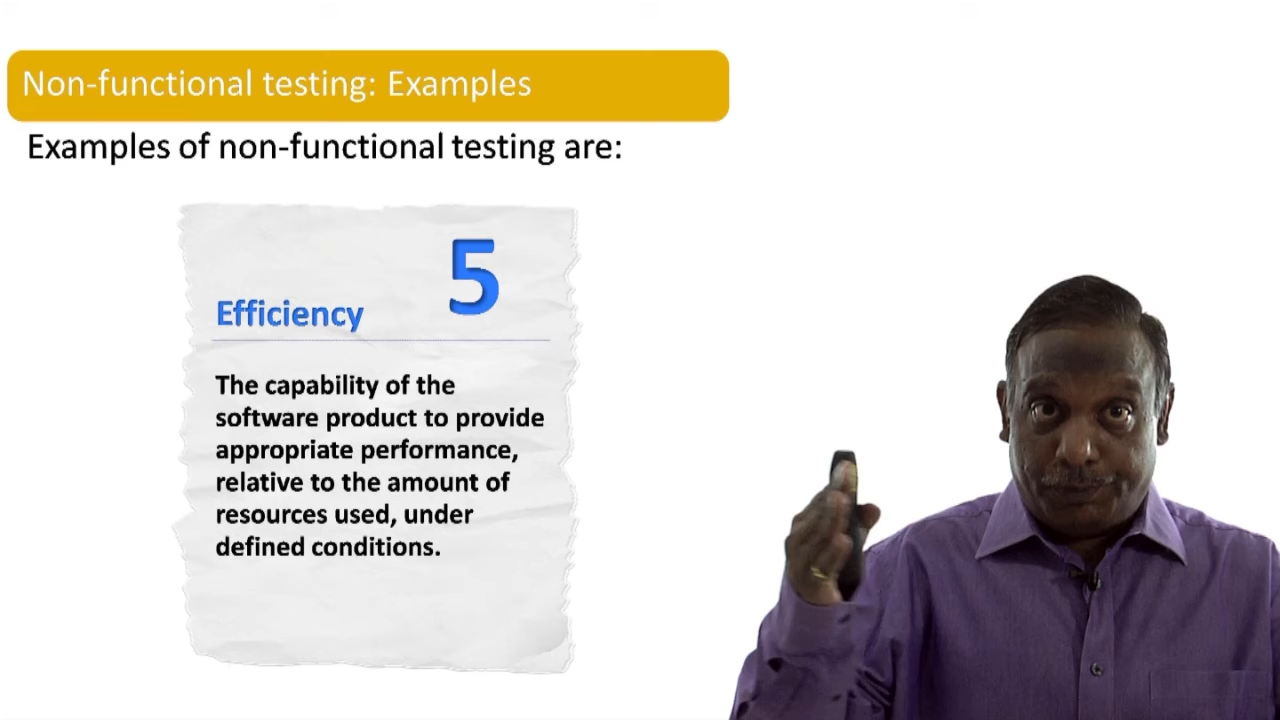 Non-functional testing: Examples
Examples of non-functional testing are:
5
Efficiency
The capability of the
software product to provide
appropriate performance,
relative to the amount of
resources used, under
defined conditions.